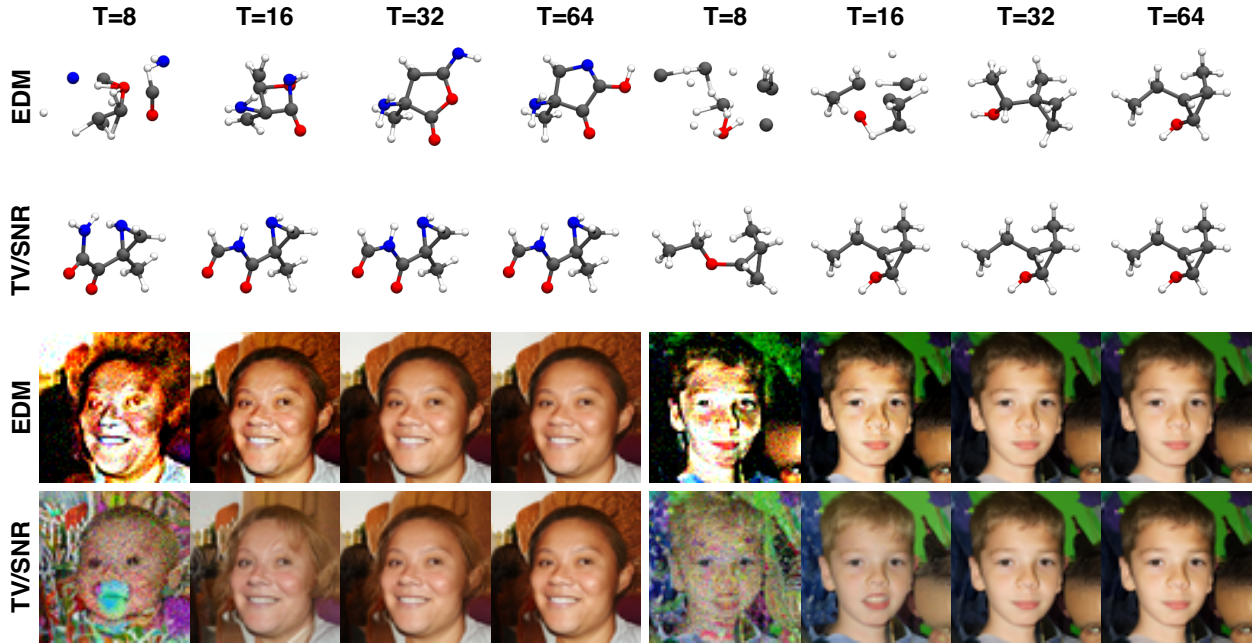 T=8 T=16 T=32 T=64 T=8 T=16 T=32 T=64
EDM
TV/SNR
EDM
TV/SNR